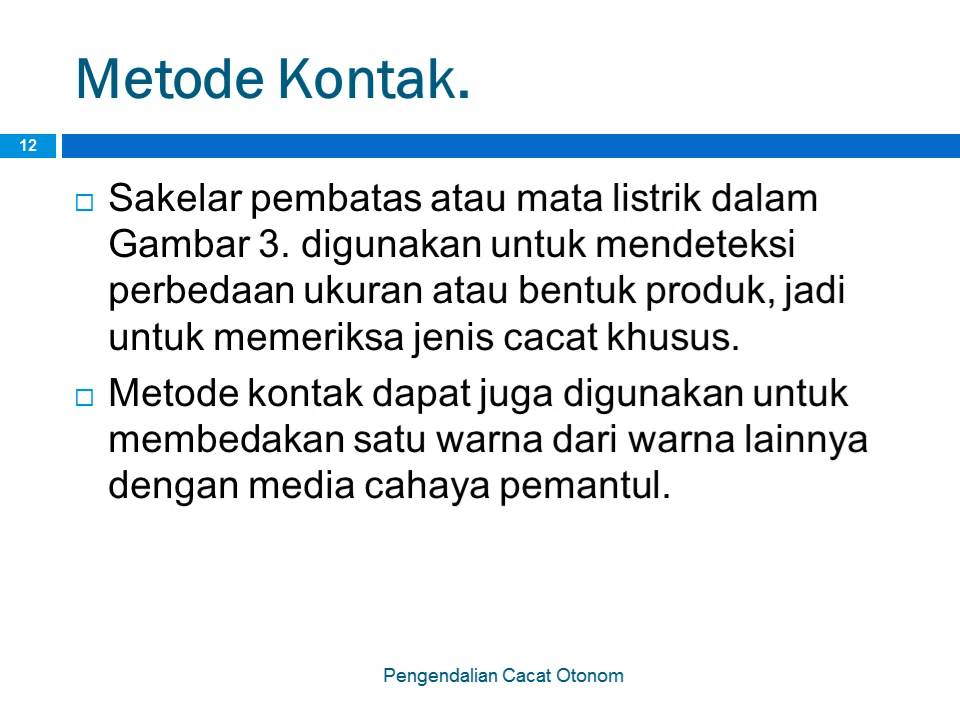 Metode Kontak.
12
Sakelar pembatas atau mata listrik dalam
Gambar 3. digunakan untuk mendeteksi
perbedaan ukuran atau bentuk produk, jadi
untuk memeriksa jenis cacat khusus.
Metode kontak dapat juga digunakan untuk
membedakan satu warna dari warna lainnya
dengan media cahaya pemantul.
Pengendalian Cacat Otonom